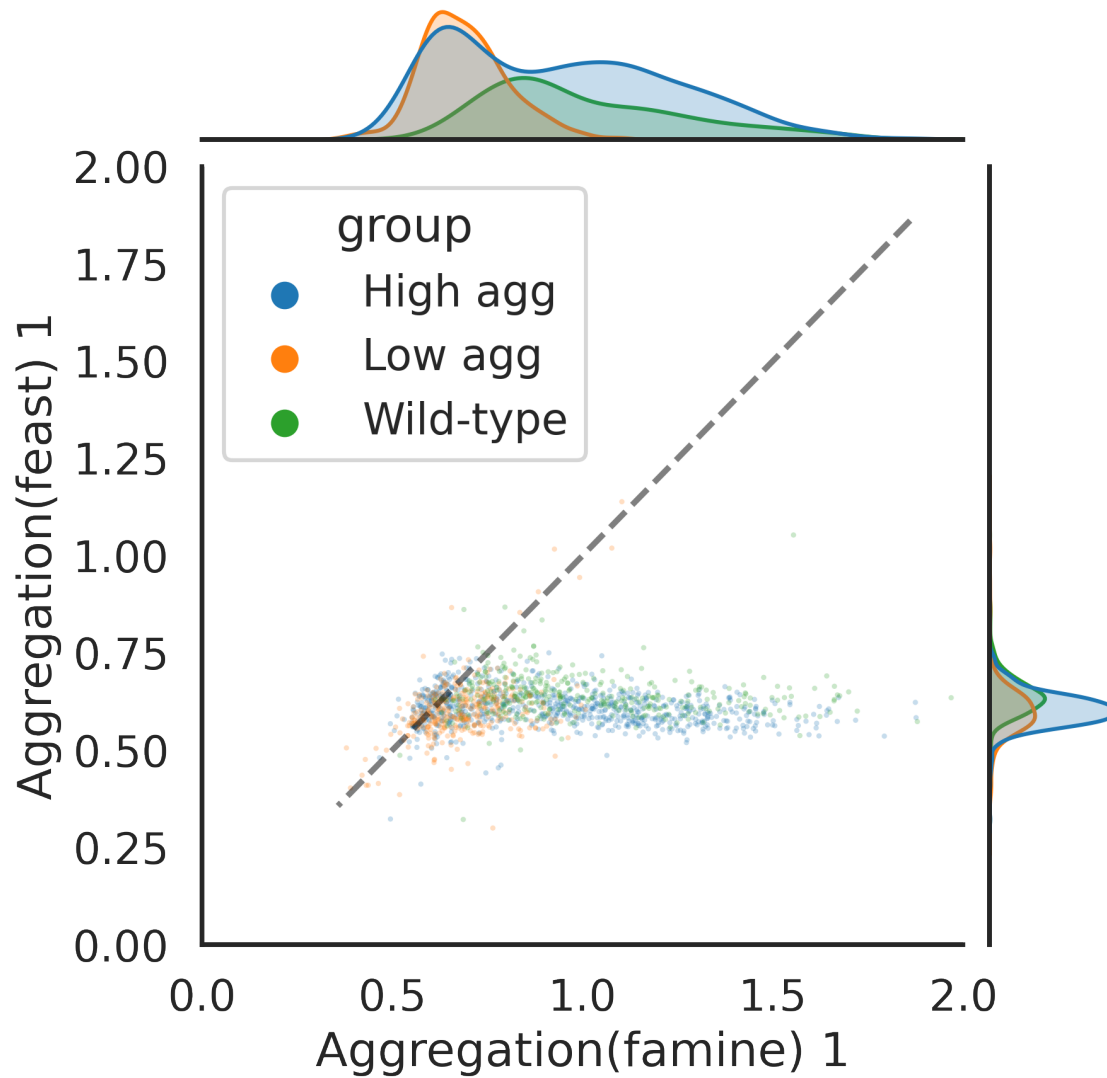 2.00
1.75
1.50
1.25
1.00
0.75
0.50
0.25
0.00
Aggregation(feast) 1
group
High agg
Low agg
Wild-type
0.0 0.5 1.0 1.5 2.0
Aggregation(famine) 1